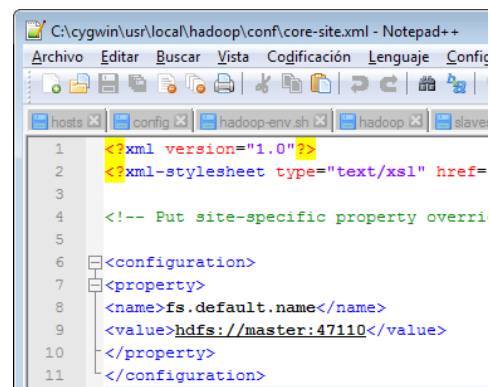 C:\cygwin\usr\local\hadoop\conf\core-site.xml - Notepad++
Archivo Editar Buscar Vista Codificación Lenguaje Config
hosts config hadoop-env.sh hadoop slaves
1 <?xml version="1.0"?>
2 <?xml-stylesheet type="text/xsl" href=
3
4 <!-- Put site-specific property overri
5
6 <configuration>
7 <property>
8 <name>fs.default.name</name>
9 <value>hdfs://master:47110</value>
10 </property>
11 </configuration>